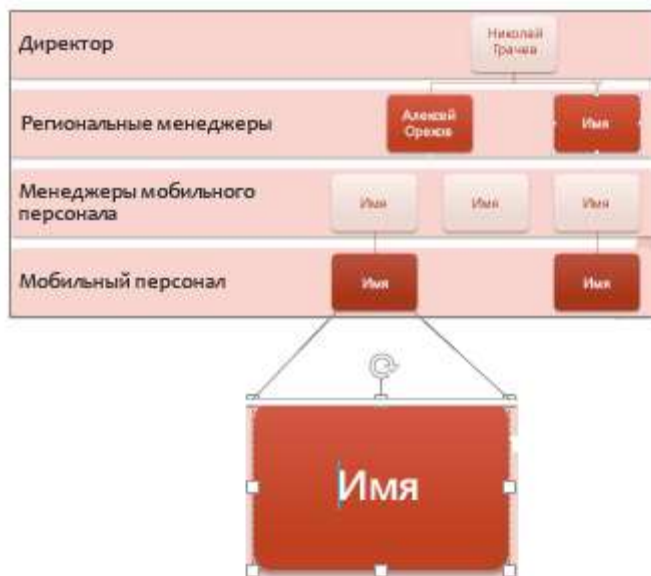 Директор
Николай
Трачев
Региональные менеджеры
Алексей
Орехов
Имя
Менеджеры мобильного
персонала
Имя
Имя
Имя
Мобильный персонал
Имя
Имя
Имя